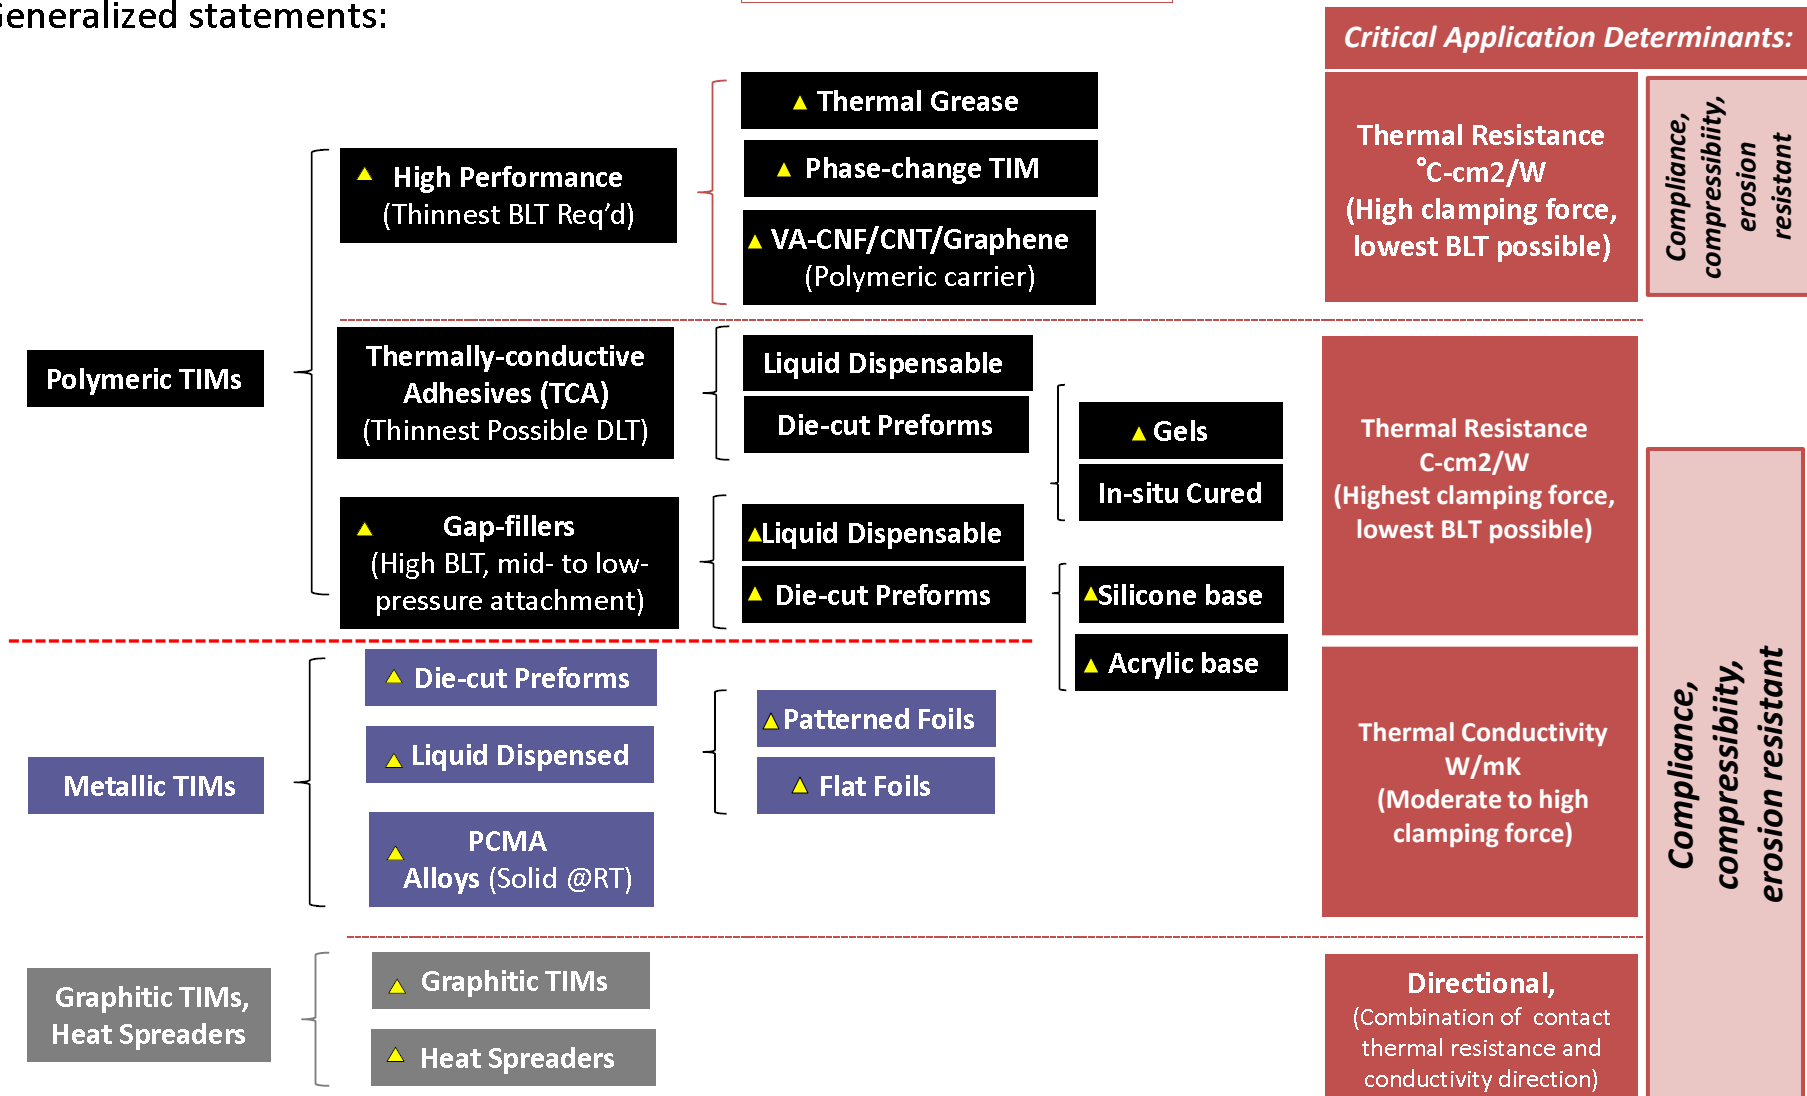 Generalized statements:
Critical Application Determinants:
Polymeric TIMs
High Performance
(Thinnest BLT Req’d)
Thermal Grease
Phase-change TIM
VA-CNF/CNT/Graphene
(Polymeric carrier)
Thermal Resistance
°C-cm2/W
(High clamping force,
lowest BLT possible)
Compliance,
compressibiity,
erosion
resistant
Thermally-conductive
Adhesives (TCA)
(Thinnest Possible DLT)
Liquid Dispensable
Die-cut Preforms
Gels
In-situ Cured
Gap-fillers
(High BLT, mid- to low-
pressure attachment)
Liquid Dispensable
Die-cut Preforms
Silicone base
Acrylic base
Thermal Resistance
C-cm2/W
(Highest clamping force,
lowest BLT possible)
Metallic TIMs
Die-cut Preforms
Liquid Dispensed
PCMA
Alloys (Solid @RT)
Patterned Foils
Flat Foils
Thermal Conductivity
W/mK
(Moderate to high
clamping force)
Compliance,
compressibiity,
erosion resistant
Graphitic TIMs,
Heat Spreaders
Graphitic TIMs
Heat Spreaders
Directional,
(Combination of contact
thermal resistance and
conductivity direction)